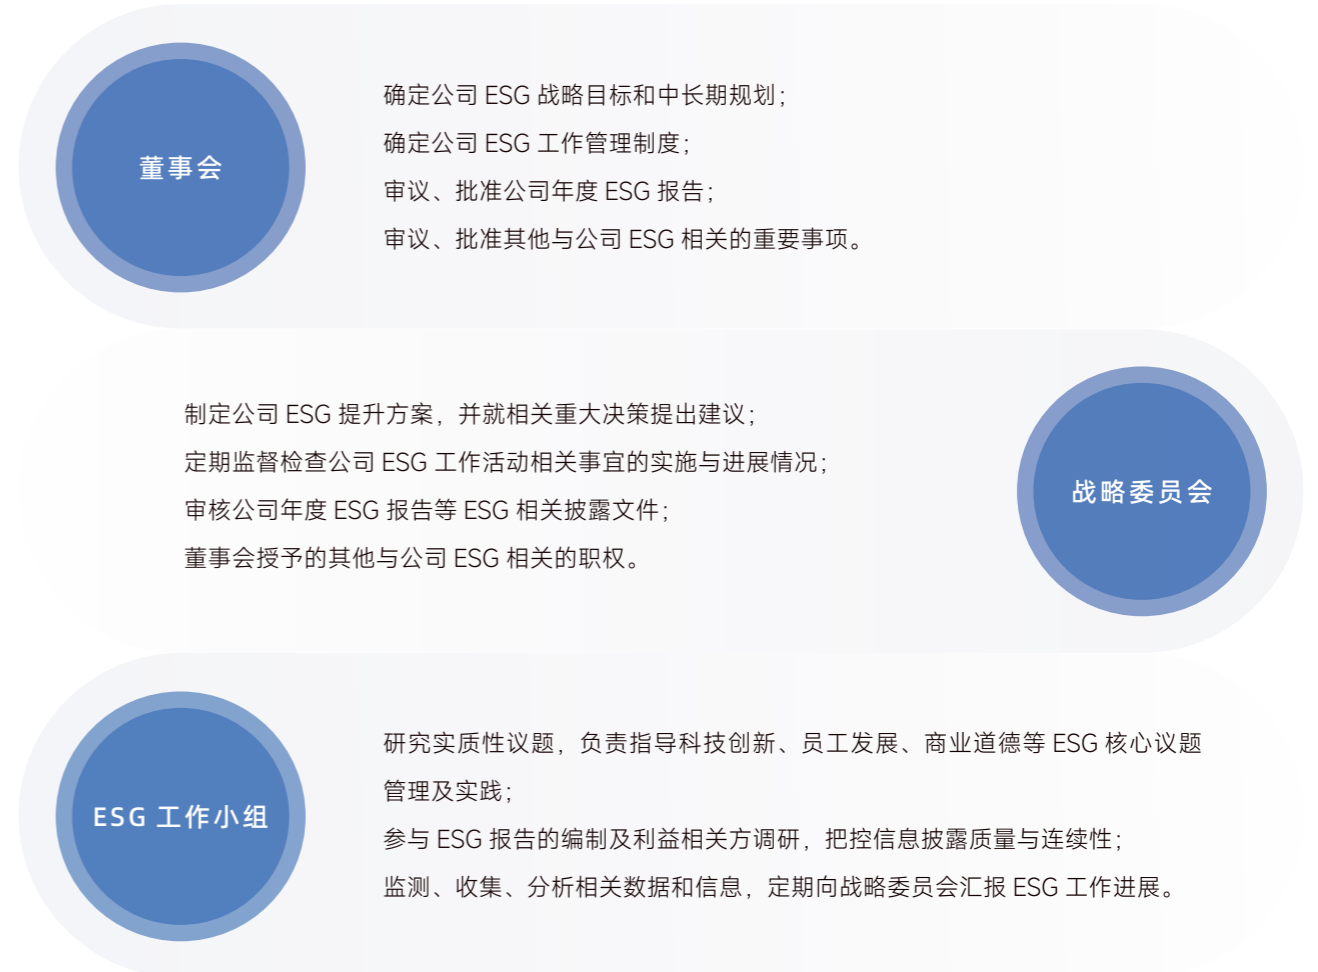 董事会
确定公司 ESG 战略目标和中长期规划；
确定公司 ESG 工作管理制度；
审议、批准公司年度 ESG 报告；
审议、批准其他与公司 ESG 相关的重要事项。
制定公司 ESG 提升方案，并就相关重大决策提出建议；
定期监督检查公司 ESG 工作活动相关事宜的实施与进展情况；
审核公司年度 ESG 报告等 ESG 相关披露文件；
董事会授予的其他与公司 ESG 相关的职权。
战略委员会
ESG 工作小组
研究实质性议题，负责指导科技创新、员工发展、商业道德等 ESG 核心议题
管理及实践；
参与 ESG 报告的编制及利益相关方调研，把控信息披露质量与连续性；
监测、收集、分析相关数据和信息，定期向战略委员会汇报 ESG 工作进展。